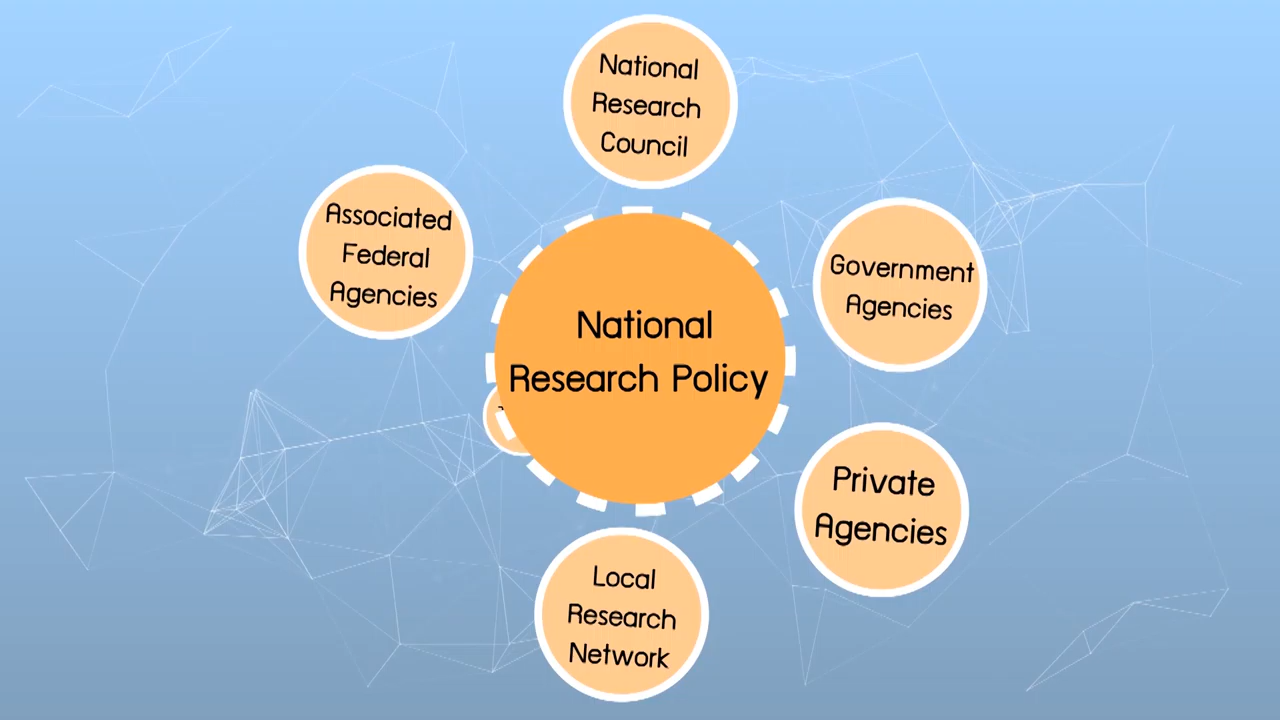 National
Research
Council
Associated
Federal
Agencies
Government
Agencies
National
Research Policy
Private
Agencies
Local
Research
Network